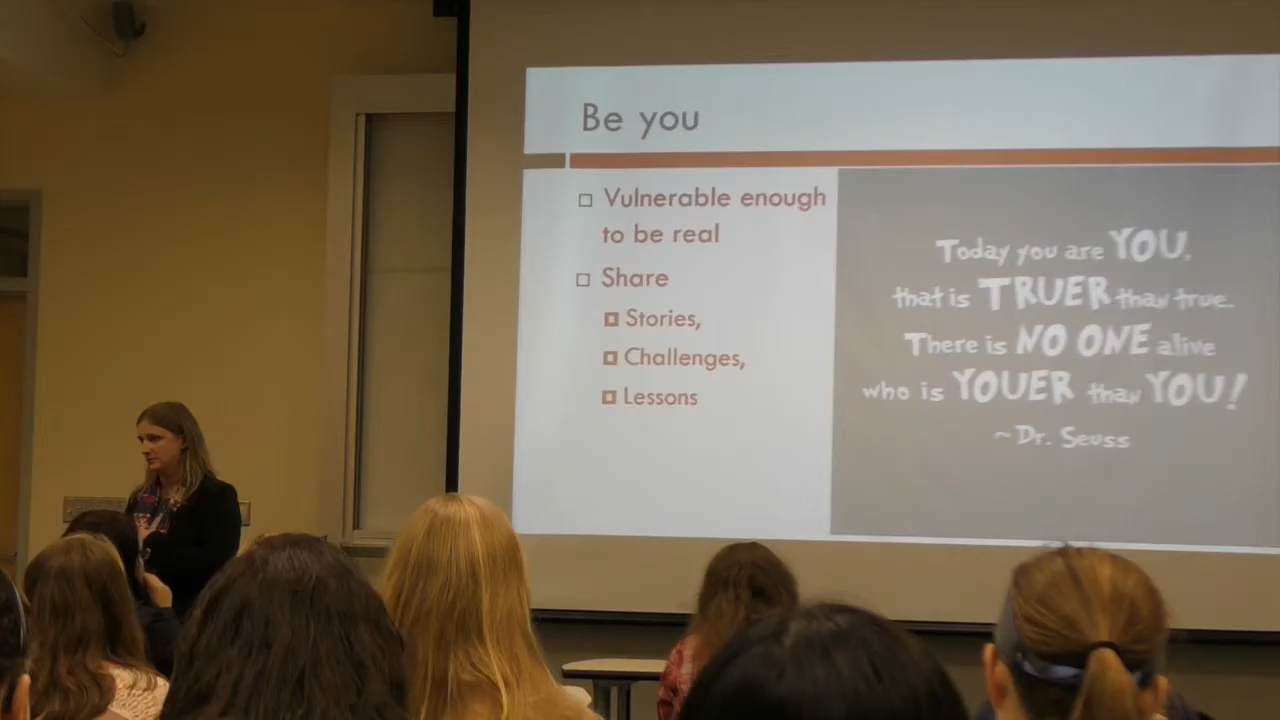 Be you
Vulnerable enough
to be real
Share
Stories,
Challenges,
Lessons
Today you are YOU,
that is TRUER than true.
There is NO ONE alive
who is YOUER than YOU!
~Dr. Seuss